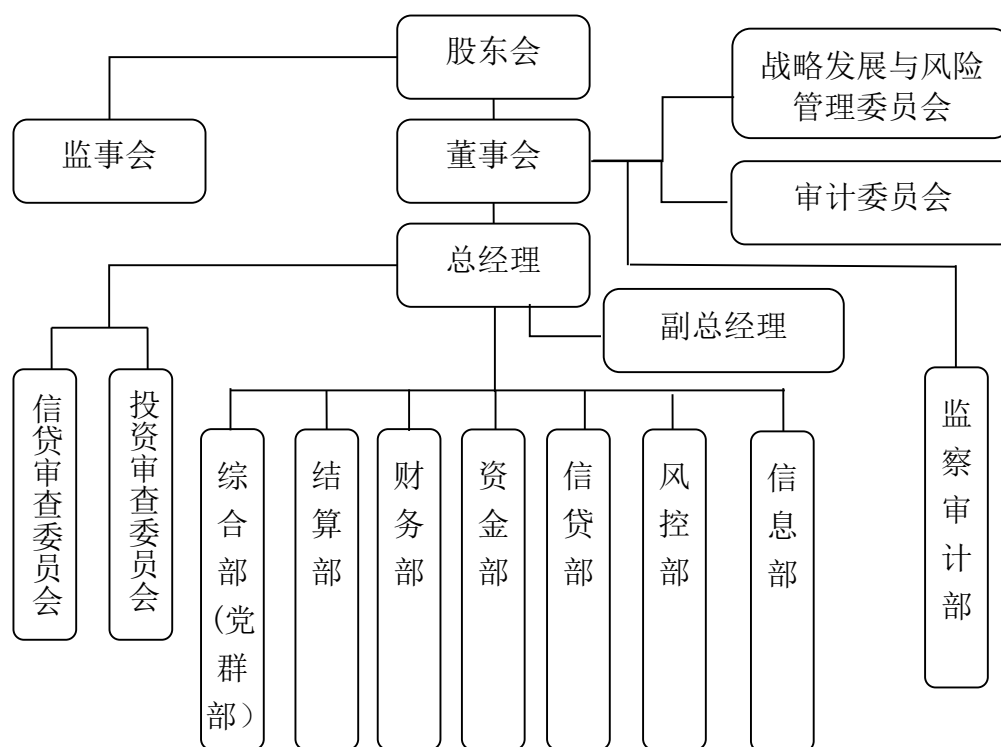 股东会
战略发展与风险
管理委员会
监事会
董事会
审计委员会
总经理
副总经理
信贷审查委员会
投资审查委员会
综合部(党群部）
结算部
财务部
资金部
信贷部
风控部
信息部
监察审计部